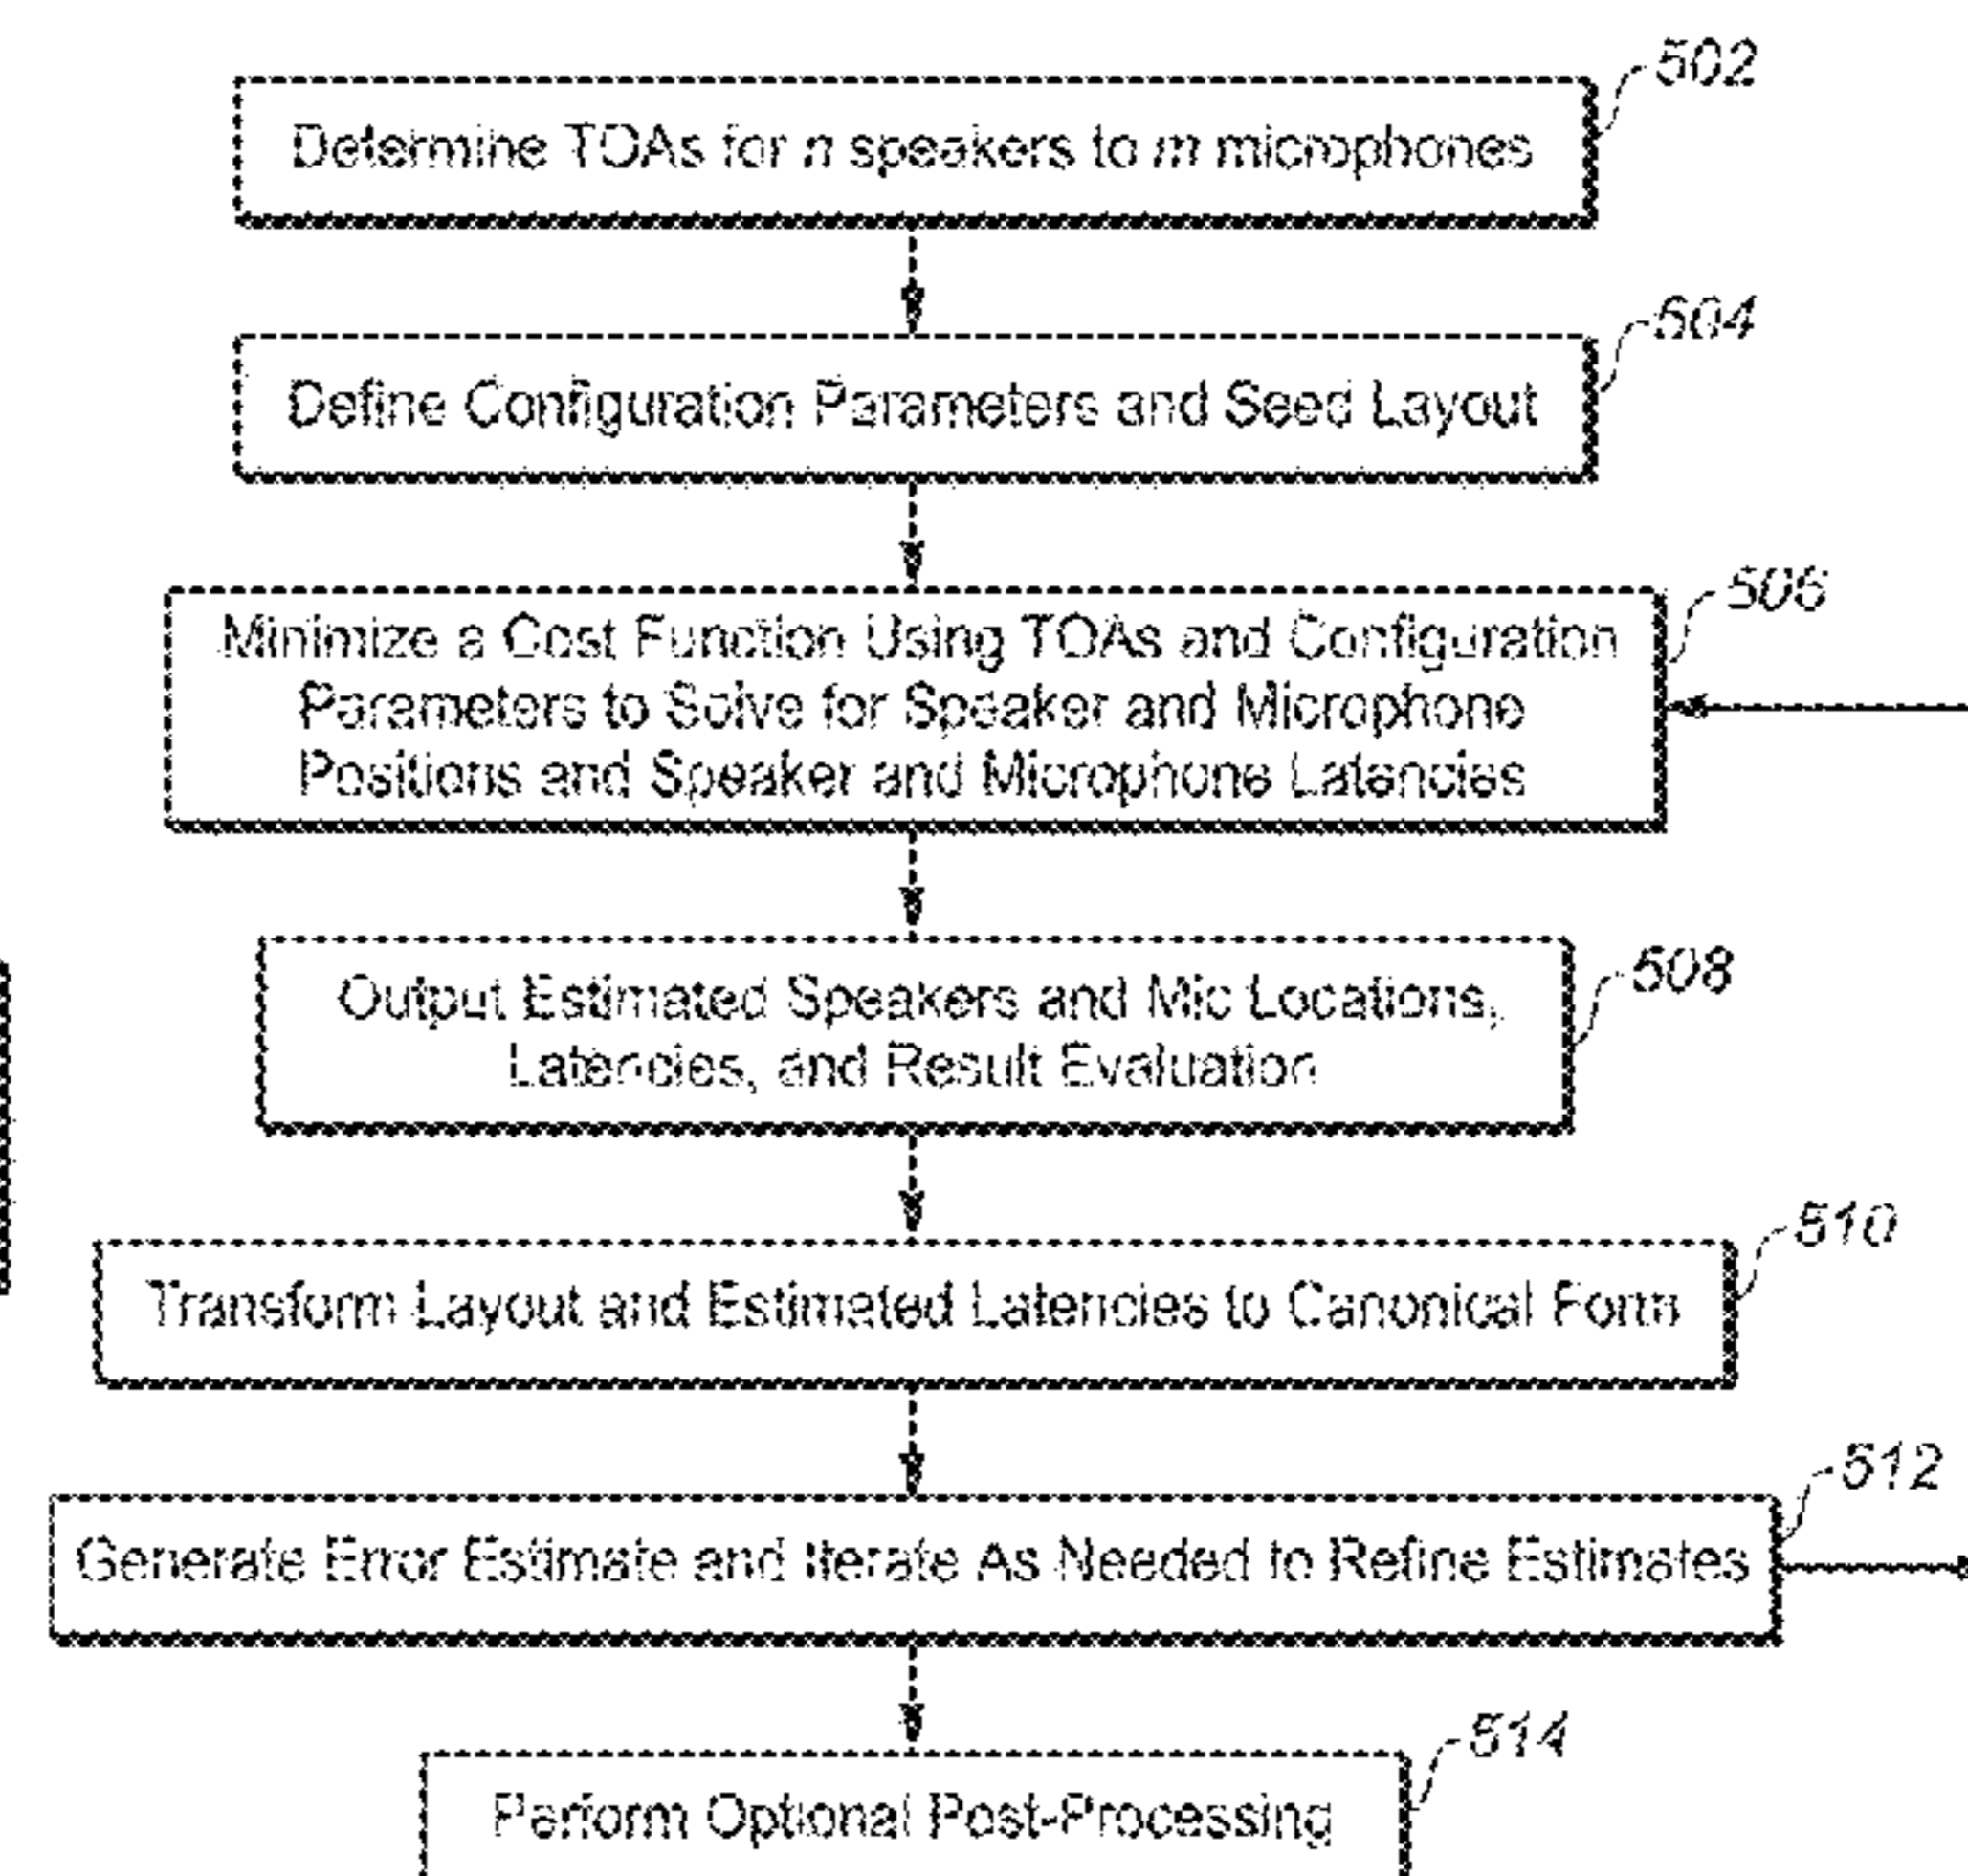 502
Determine TOAs for n speakers to m microphones
504
Define Configuration Parameters and Seed Layout
506
Minimize a Cost Function Using TOAs and Configuration
Parameters to Solve for Speaker and Microphone
Positions and Speaker and Microphone Latencies
508
Output Estimated Speakers and Mic Locations,
Latencies, and Result Evaluation
510
Transform Layout and Estimated Latencies to Canonical Form
512
Generate Error Estimate and Iterate As Needed to Refine Estimates
514
Perform Optional Post-Processing